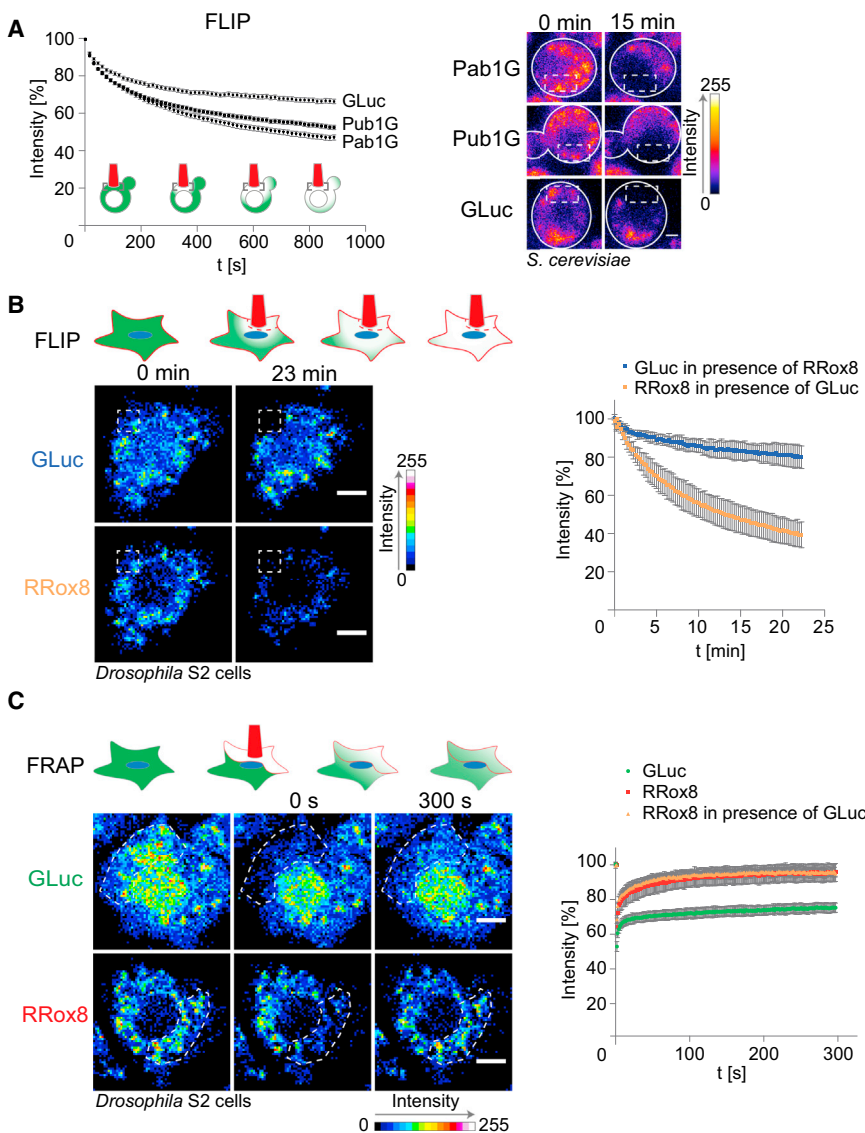 A
FLIP
100
80
60
40
20
0
Intensity [%]
GLuc
Pub1G
Pab1G
200 400 600 800 1000
t [s]
0 min 15 min
Pab1G
Pub1G
GLuc
255
Intensity
0
S. cerevisiae
B
FLIP
0 min 23 min
GLuc
RRox8
255
Intensity
0
Drosophila S2 cells
GLuc in presence of RRox8
RRox8 in presence of GLuc
100
80
60
40
20
0
Intensity [%]
5 10 15 20 25
t [min]
C
FRAP
0 s 300 s
GLuc
RRox8
Drosophila S2 cells
Intensity
0 255
GLuc
RRox8
RRox8 in presence of GLuc
100
80
60
40
20
0
Intensity [%]
100 200 300
t [s]